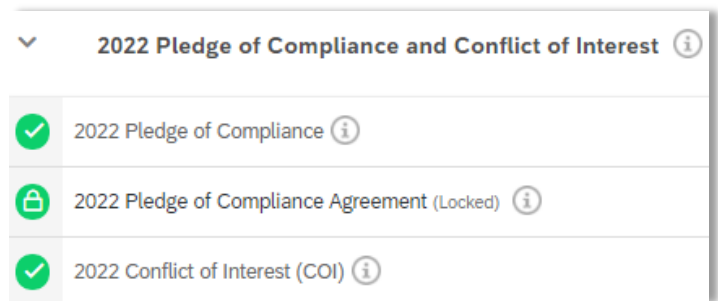 2022 Pledge of Compliance and Conflict of Interest
2022 Pledge of Compliance
2022 Pledge of Compliance Agreement (Locked)
2022 Conflict of Interest (COI)